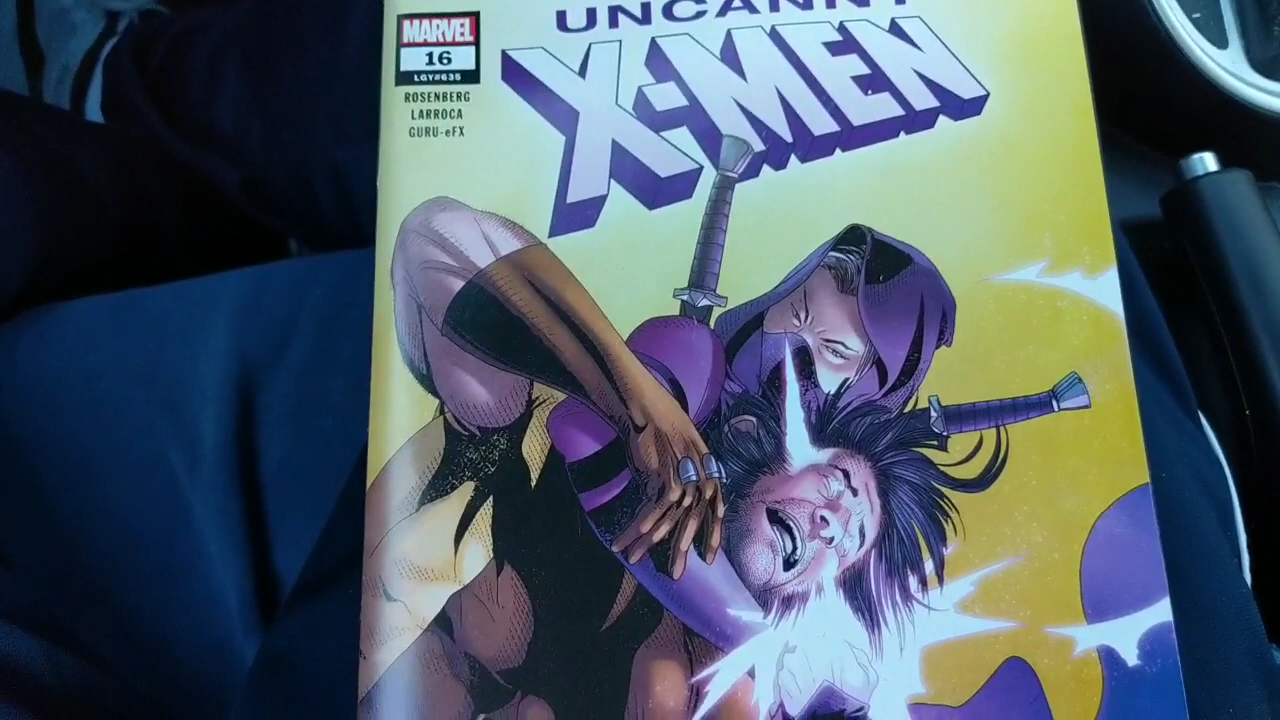 MARVEL
16
LGY#635
ROSENBERG
LARROCA
GURU-eFX
UNCANNY
X-MEN